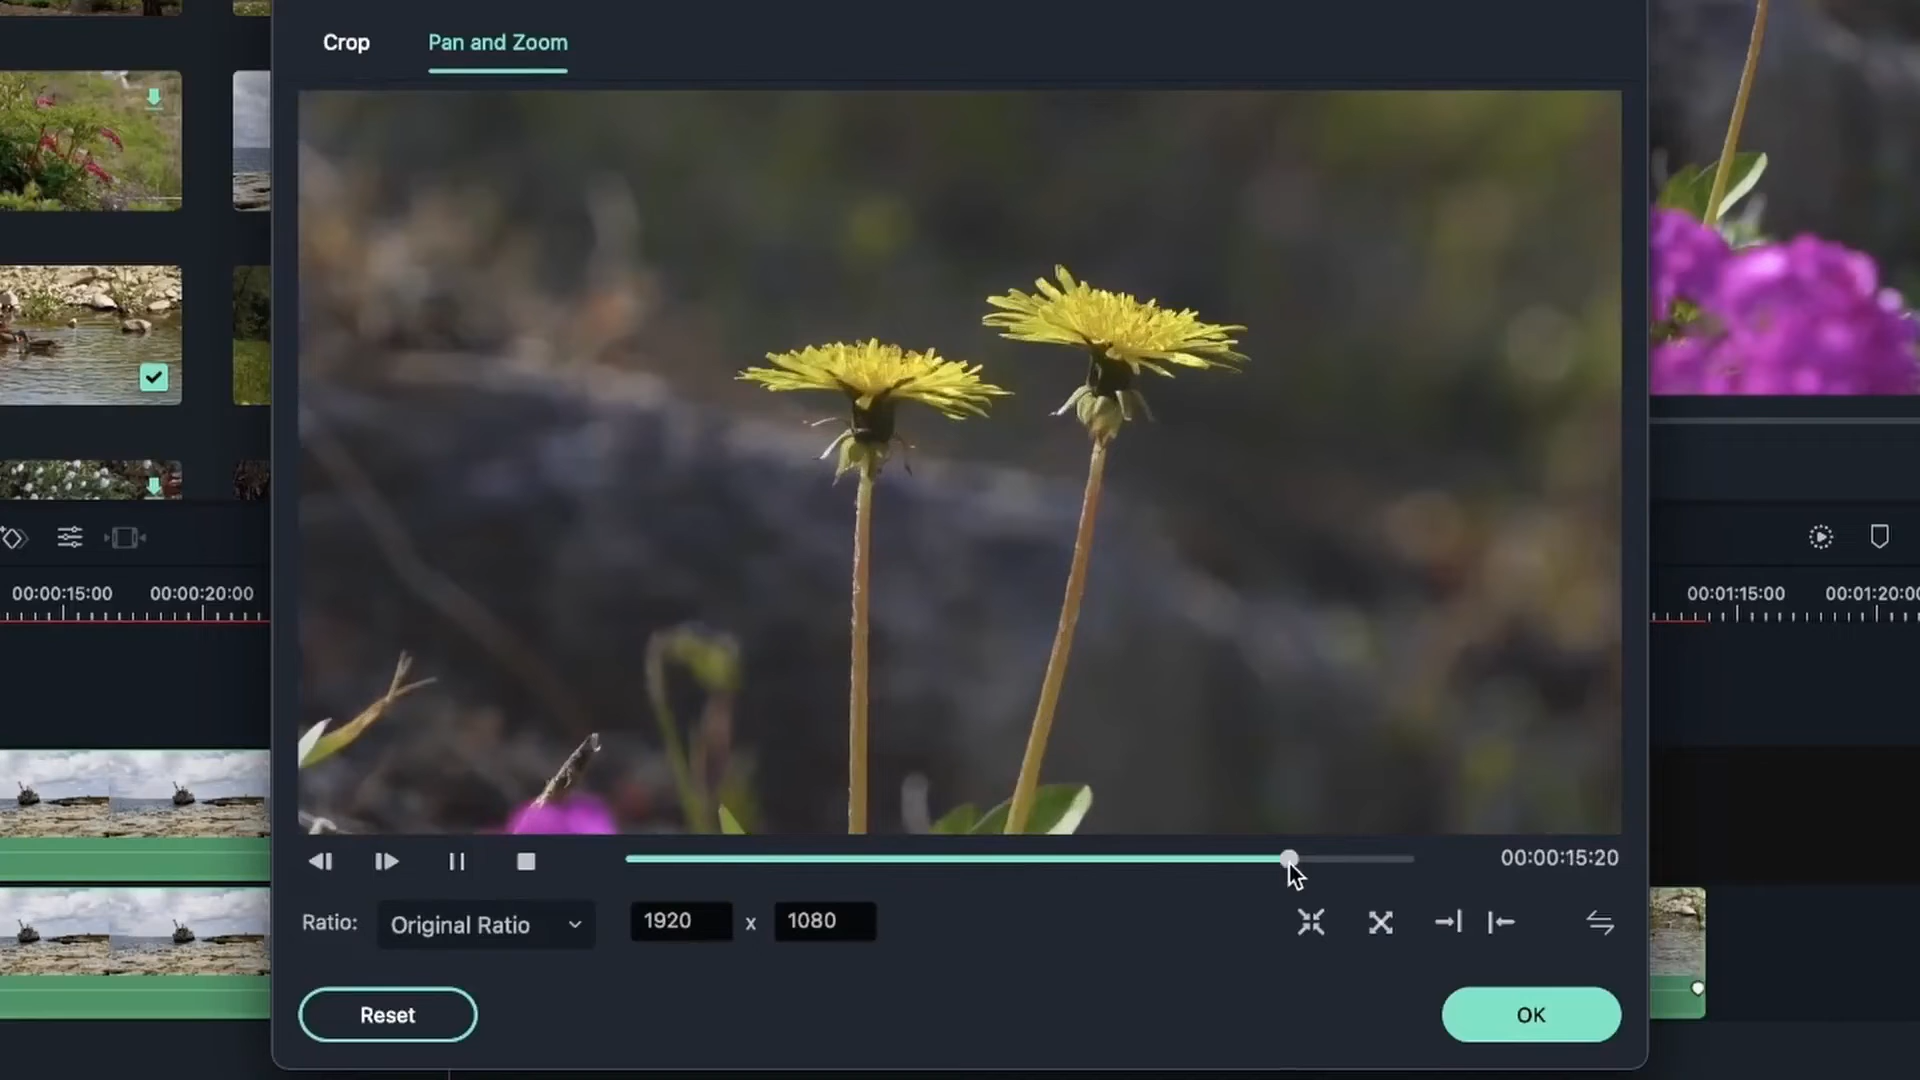 Crop
Pan and Zoom
00:00:15:00
00:00:20:00
00:01:15:00
00:01:20:00
00:00:15:20
Ratio:
Original Ratio
1920
x
1080
Reset
OK